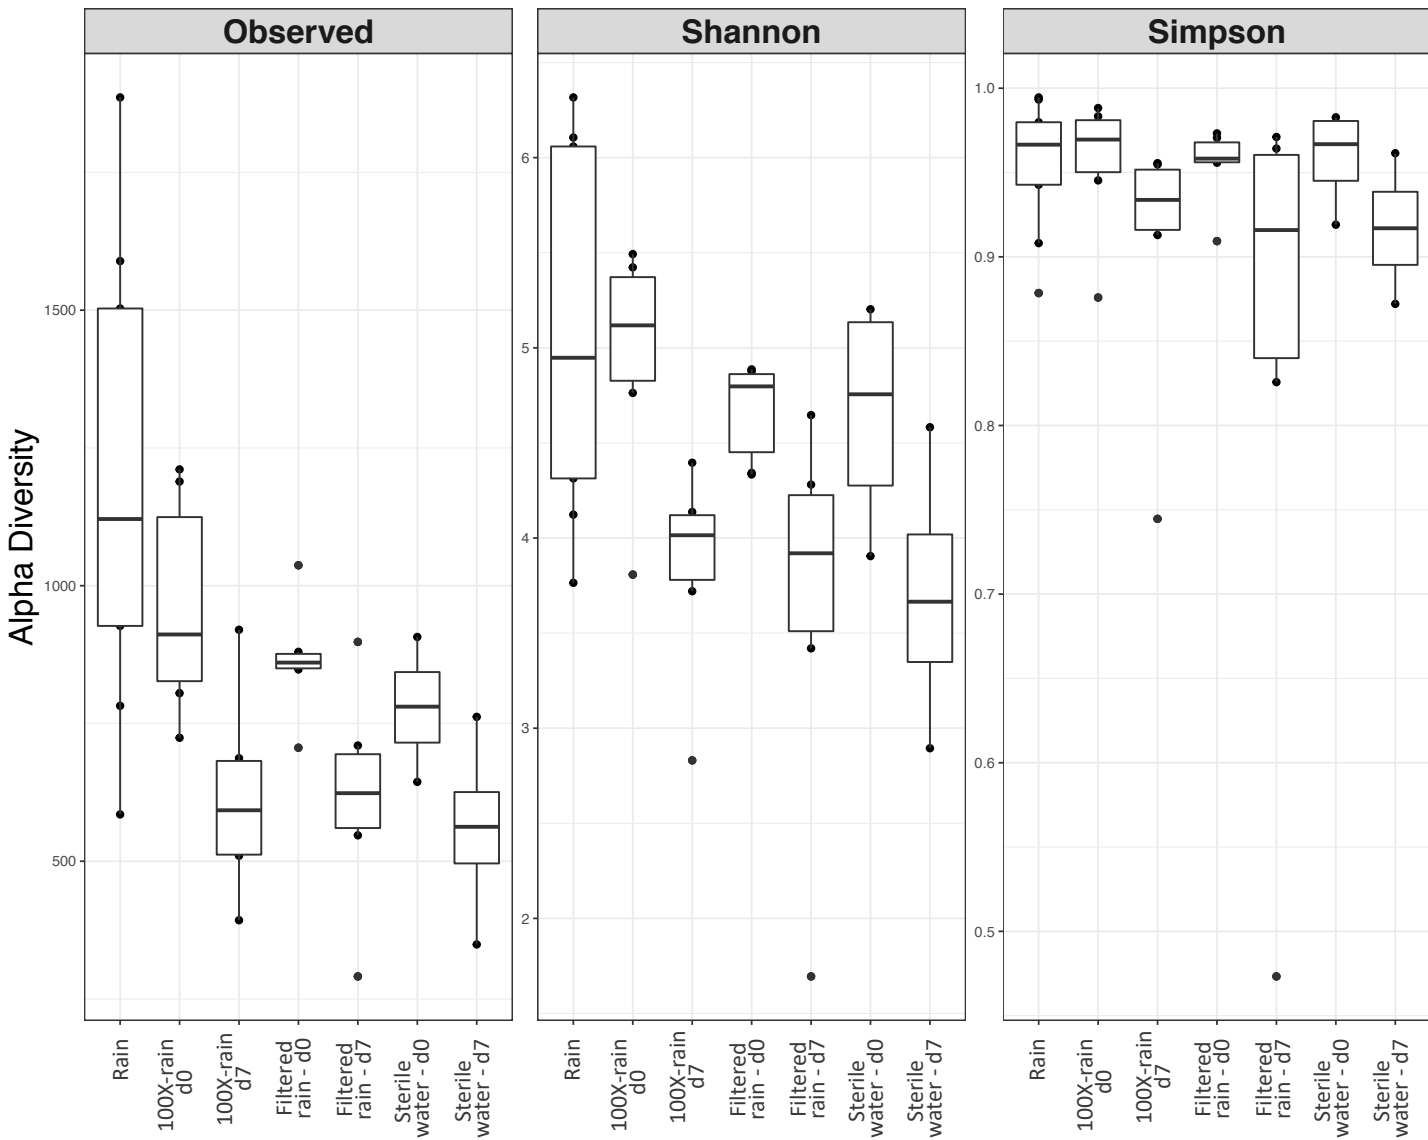 Observed
Shannon
Simpson
Alpha Diversity
1500
1000
500
6
5
4
3
2
1.0
0.9
0.8
0.7
0.6
0.5
Rain
100X-rain
d0
100X-rain
d7
Filtered
rain - d0
Filtered
rain - d7
Sterile
water - d0
Sterile
water - d7
Rain
100X-rain
d0
100X-rain
d7
Filtered
rain - d0
Filtered
rain - d7
Sterile
water - d0
Sterile
water - d7
Rain
100X-rain
d0
100X-rain
d7
Filtered
rain - d0
Filtered
rain - d7
Sterile
water - d0
Sterile
water - d7